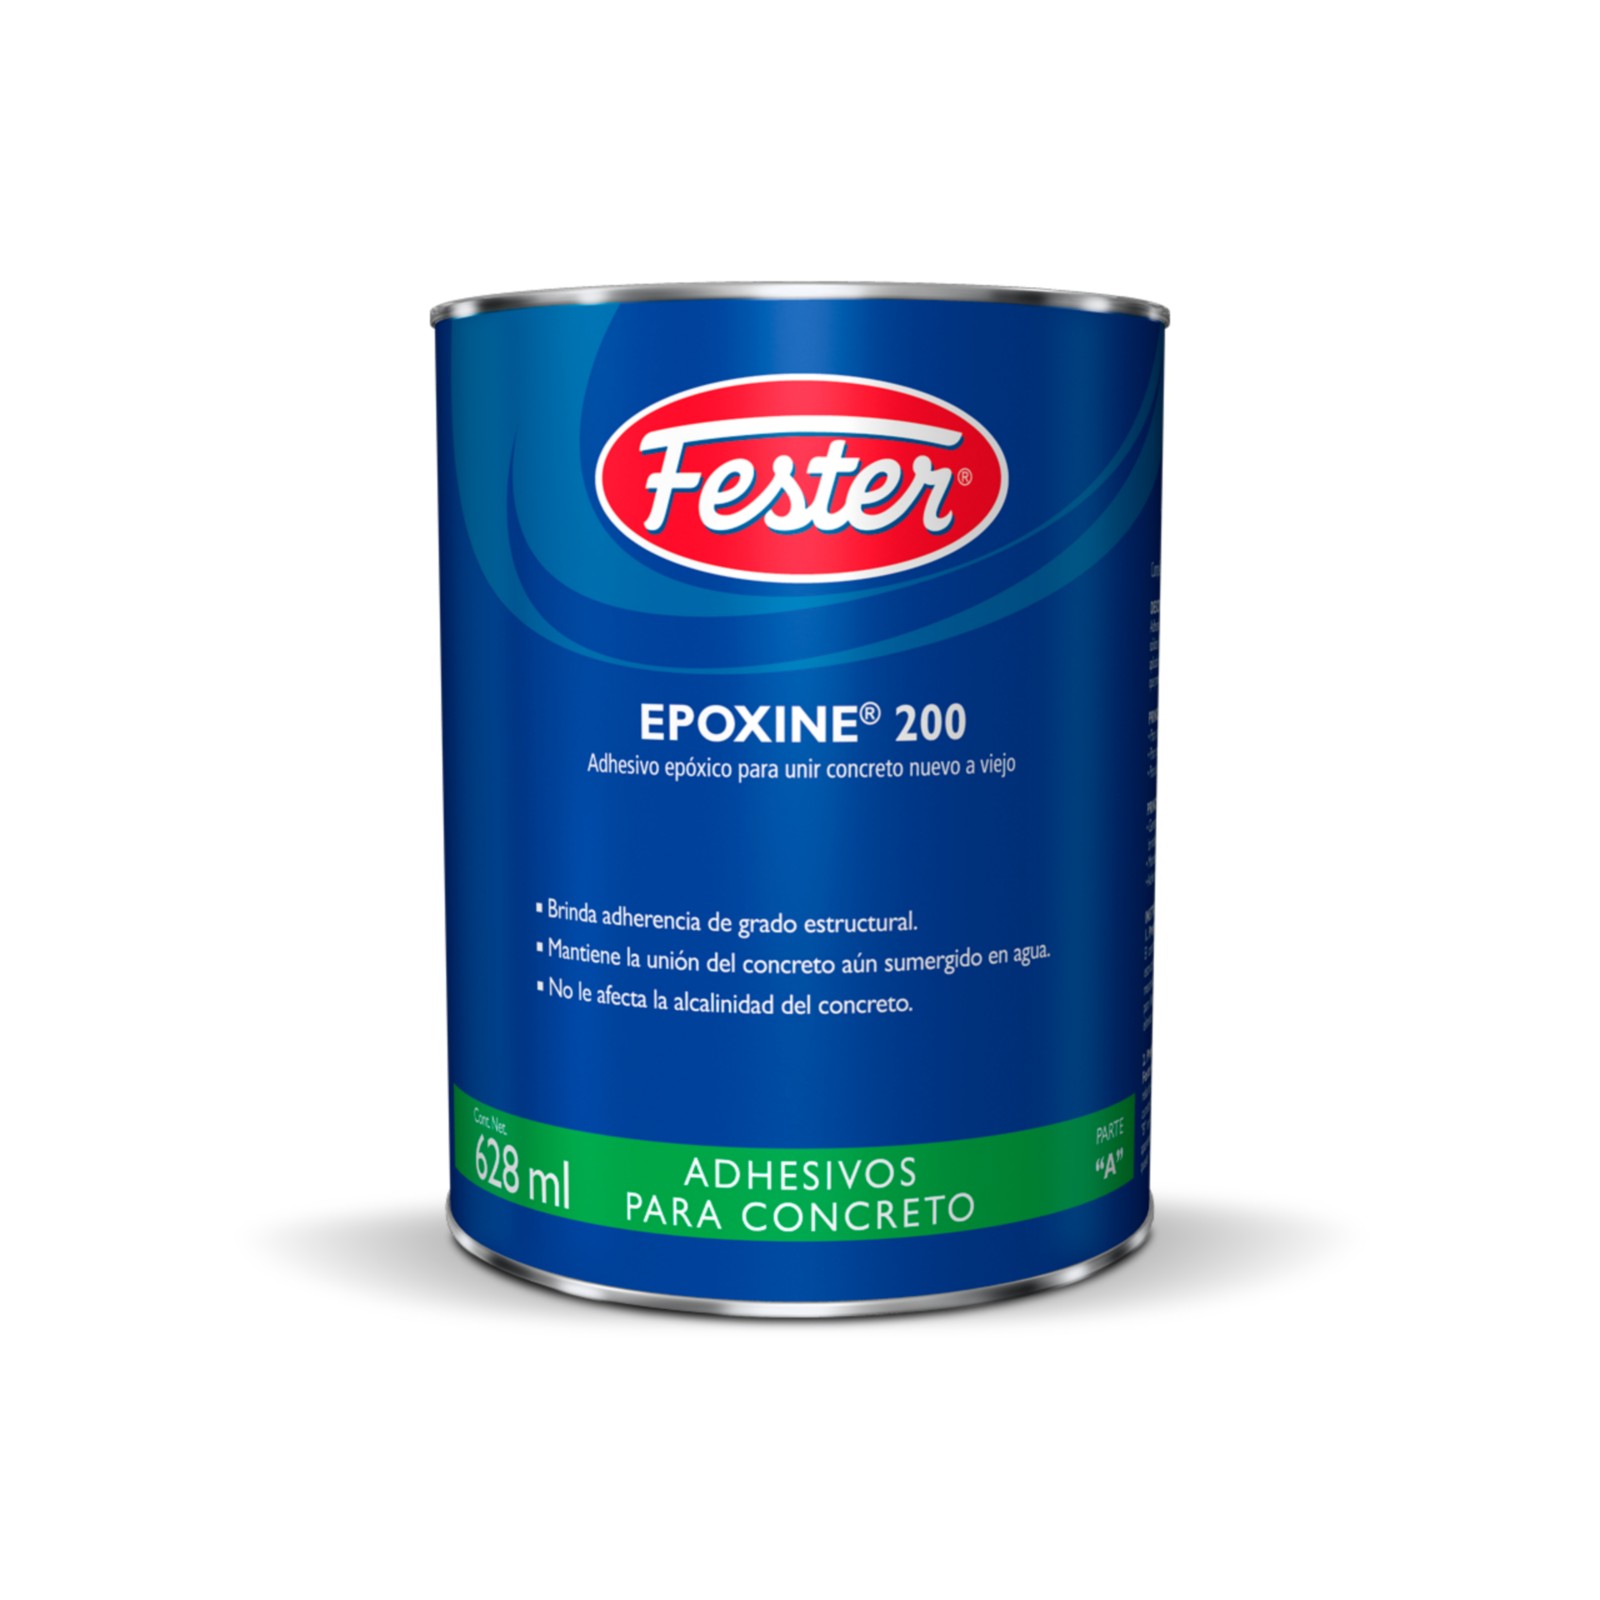 Fester®
EPOXINE® 200
Adhesivo epóxico para unir concreto nuevo a viejo
▪ Brinda adherencia de grado estructural.
▪ Mantiene la unión del concreto aún sumergido en agua.
▪ No le afecta la alcalinidad del concreto.
Cont. Net.
628 ml
ADHESIVOS
PARA CONCRETO
PARTE
“A”